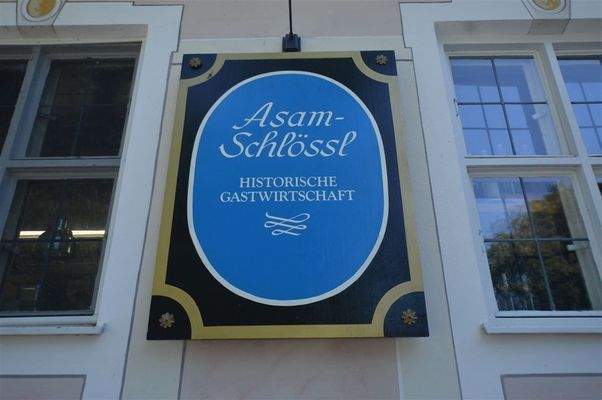 Asam-
Schlössl
HISTORISCHE
GASTWIRTSCHAFT